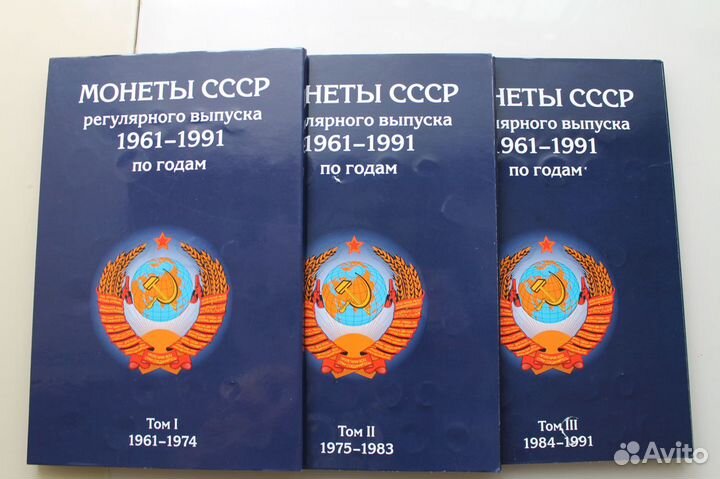 МОНЕТЫ СССР
регулярного выпуска
1961–1991
по годам
Том I
1961–1974
НЕТЫ СССР
лярного выпуска
1961–1991
по годам
Том II
1975–1983
НЕТЫ СССР
лярного выпуска
1961–1991
по годам
Том III
1984–1991
Avito